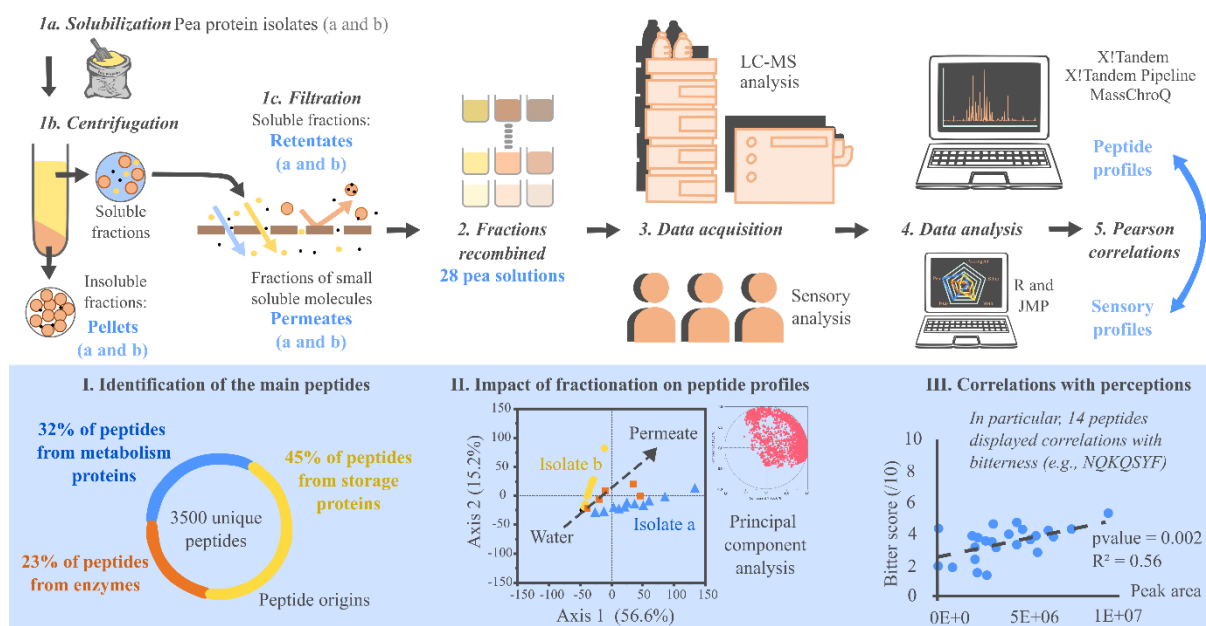 1a. Solubilization Pea protein isolates (a and b)
1b. Centrifugation
Soluble
fractions
Insoluble
fractions:
Pellets
(a and b)
1c. Filtration
Soluble fractions:
Retentates
(a and b)
Fractions of small
soluble molecules
Permeates
(a and b)
2. Fractions
recombined
28 pea solutions
LC-MS
analysis
3. Data acquisition
Sensory
analysis
X!Tandem
X!Tandem Pipeline
MassChroQ
Peptide
profiles
4. Data analysis
5. Pearson
correlations
R and
JMP
Sensory
profiles
I. Identification of the main peptides
32% of peptides
from metabolism
proteins
45% of peptides
from storage
proteins
3500 unique
peptides
23% of peptides
from enzymes
Peptide origins
II. Impact of fractionation on peptide profiles
Axis 2 (15.2%)
150
100
50
0
-50
-100
-150
Permeate
Isolate b
Water
Isolate a
-150
-100
-50
0
50
100
150
Axis 1 (56.6%)
Principal
component
analysis
III. Correlations with perceptions
In particular, 14 peptides
displayed correlations with
bitterness (e.g., NQKQSYF)
Bitter score (/10)
10
8
6
4
2
0
pvalue = 0.002
R² = 0.56
Peak area
0E+0
5E+06
1E+07